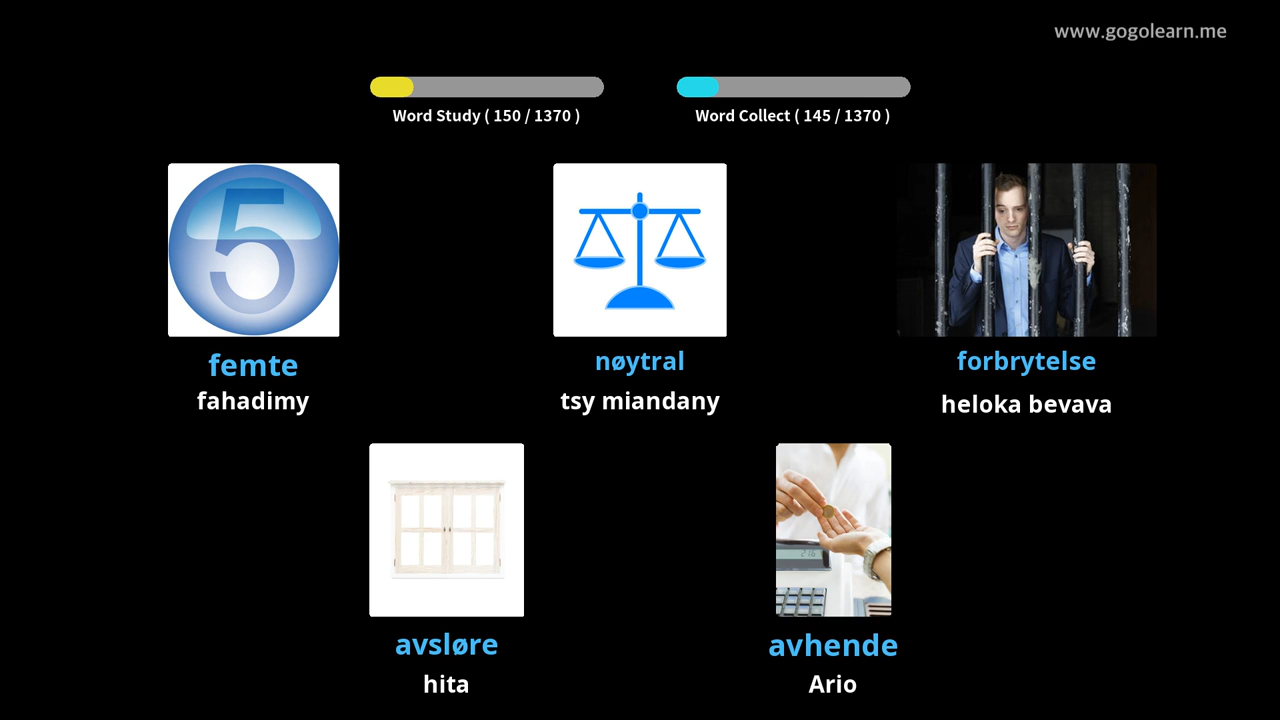 www.gogolearn.me
Word Study ( 150 / 1370 )
Word Collect ( 145 / 1370 )
5
femte
fahadimy
nøytral
tsy miandany
forbrytelse
heloka bevava
avsløre
hita
avhende
Ario